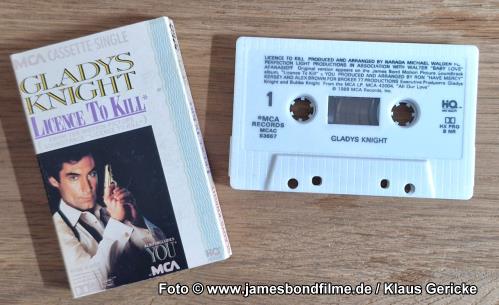 MCA CASSETTE-SINGLE
GLADYS
KNIGHT
LICENCE TO KILL*
YOU
MCA
HQ
LICENCE TO KILL PRODUCED AND ARRANGED BY NARADA MICHAEL WALDEN
PERFECTION LIGHT PRODUCTIONS IN ASSOCIATION WITH WALTER "BABY LOVE"
AFANASIEFF Original version appears on the James Bond Motion Picture soundtrack
album, "Licence To Kill" YOU, PRODUCED AND ARRANGED BY RON "HAVE MERCY"
KERSEY AND ALEX BROWN FOR BROKER 77 PRODUCTIONS Executive Producers Gladys
Knight and Bubba Knight From the MCA LP, MCA 42004, "All Our Love"
1989 MCA Records, Inc.
1
MCA
RECORDS
MCAC
53657
HQ
HX PRO
B NR
GLADYS KNIGHT
Foto © www.jamesbondfilme.de / Klaus Gericke